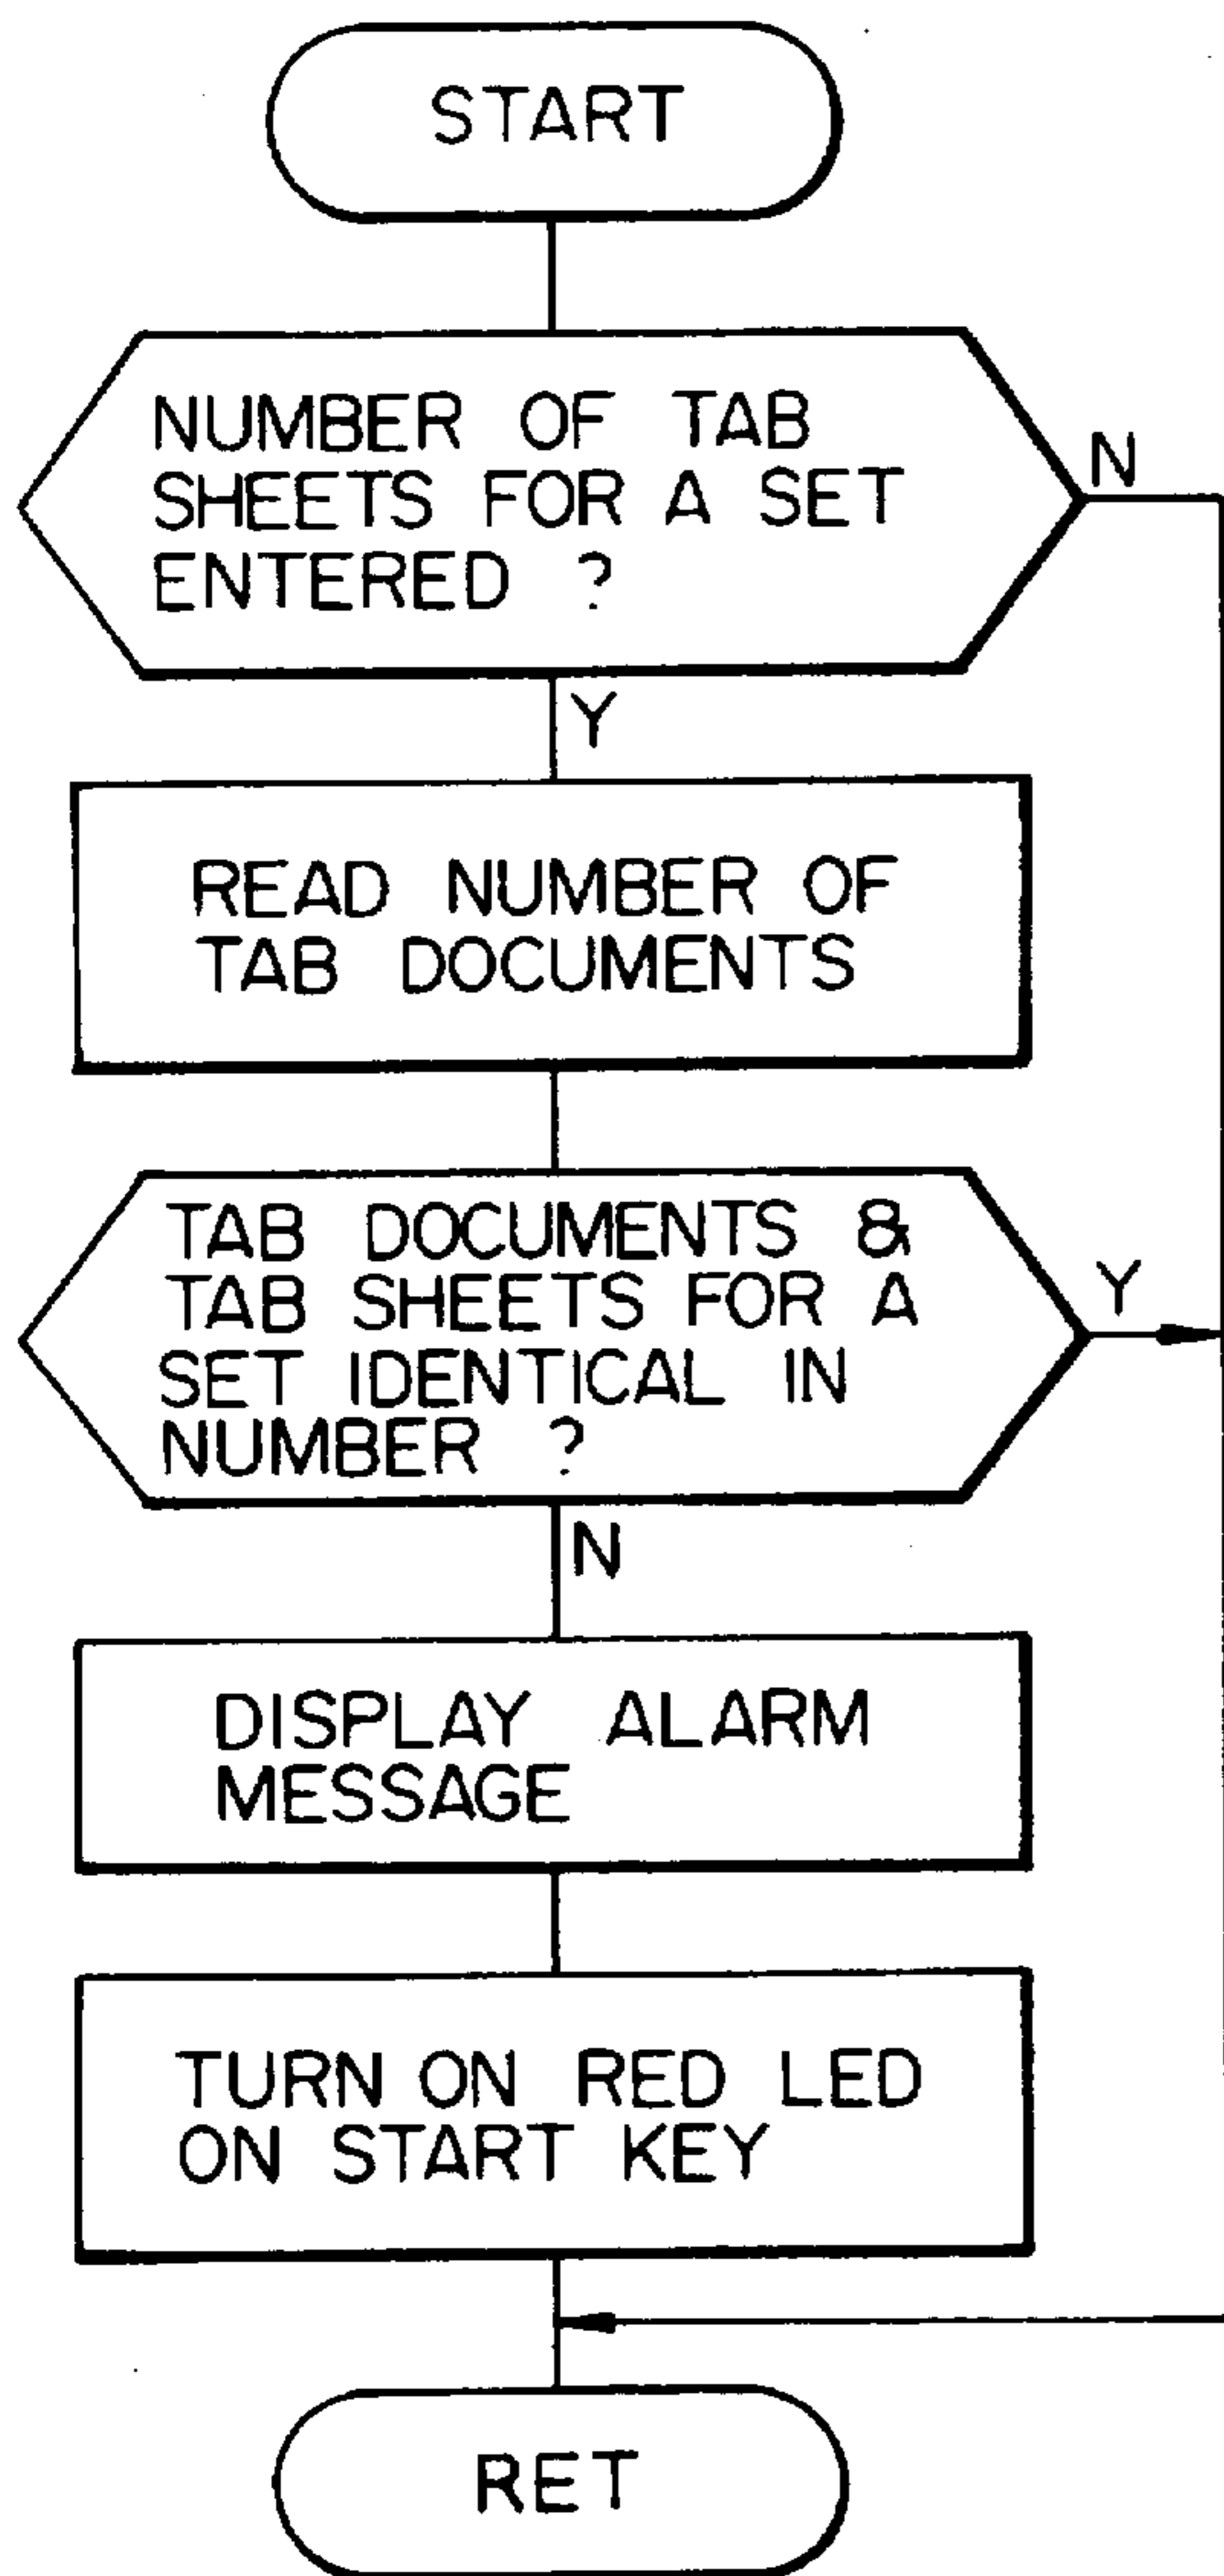 START
NUMBER OF TAB
SHEETS FOR A SET
ENTERED ?
N
Y
READ NUMBER OF
TAB DOCUMENTS
TAB DOCUMENTS &
TAB SHEETS FOR A
SET IDENTICAL IN
NUMBER ?
Y
N
DISPLAY ALARM
MESSAGE
TURN ON RED LED
ON START KEY
RET